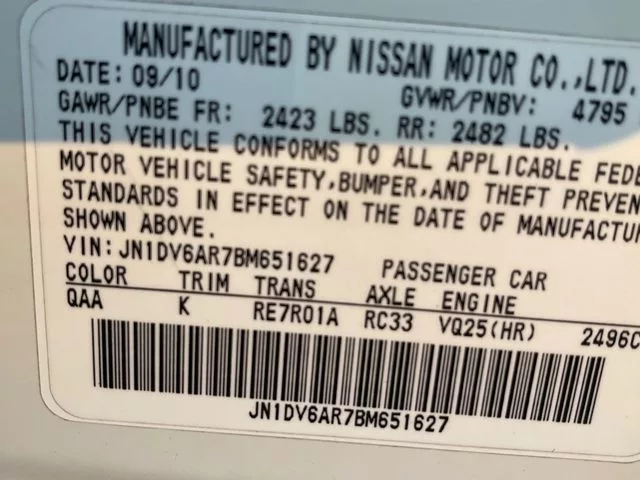 MANUFACTURED BY NISSAN MOTOR CO.,LTD.
DATE: 09/10 GVWR/PNBV: 4795
GAWR/PNBE FR: 2423 LBS. RR: 2482 LBS.
THIS VEHICLE CONFORMS TO ALL APPLICABLE FEDE
MOTOR VEHICLE SAFETY,BUMPER,AND THEFT PREVEN
STANDARDS IN EFFECT ON THE DATE OF MANUFACTU
SHOWN ABOVE.
VIN: JN1DV6AR7BM651627 PASSENGER CAR
COLOR TRIM TRANS AXLE ENGINE
QAA K RE7R01A RC33 VQ25(HR) 2496C
JN1DV6AR7BM651627